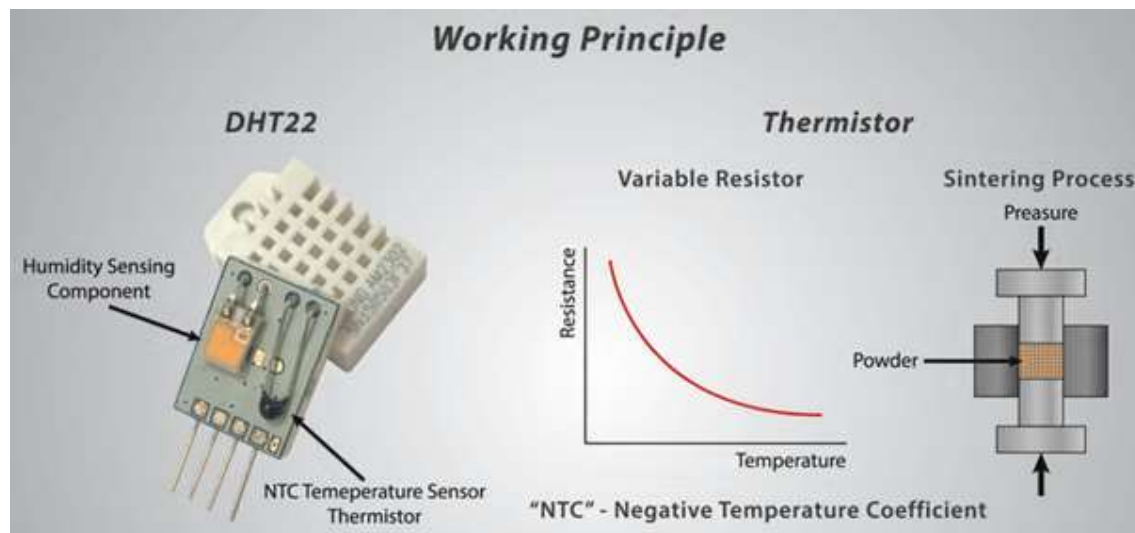 Working Principle
DHT22
Humidity Sensing
Component
NTC Temeperature Sensor
Thermistor
Thermistor
Variable Resistor
Resistance
Temperature
"NTC" - Negative Temperature Coefficient
Sintering Process
Preasure
Powder